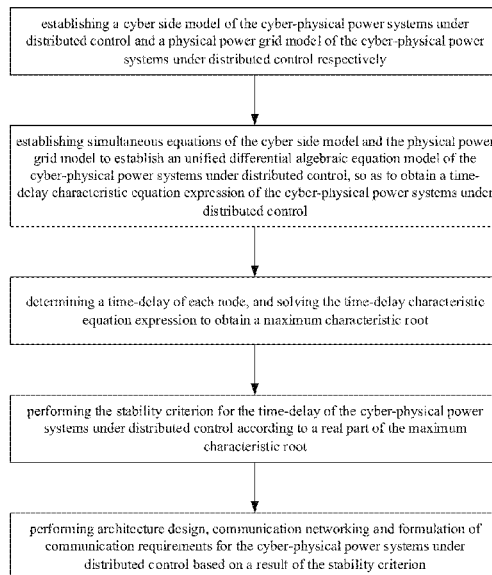 establishing a cyber side model of the cyber-physical power systems under
distributed control and a physical power grid model of the cyber-physical power
systems under distributed control respectively
establishing simultaneous equations of the cyber side model and the physical power
grid model to establish an unified differential algebraic equation model of the
cyber-physical power systems under distributed control, so as to obtain a time-
delay characteristic equation expression of the cyber-physical power systems under
distributed control
determining a time-delay of each node, and solving the time-delay characteristic
equation expression to obtain a maximum characteristic root
performing the stability criterion for the time-delay of the cyber-physical power
systems under distributed control according to a real part of the maximum
characteristic root
performing architecture design, communication networking and formulation of
communication requirements for the cyber-physical power systems under
distributed control based on a result of the stability criterion